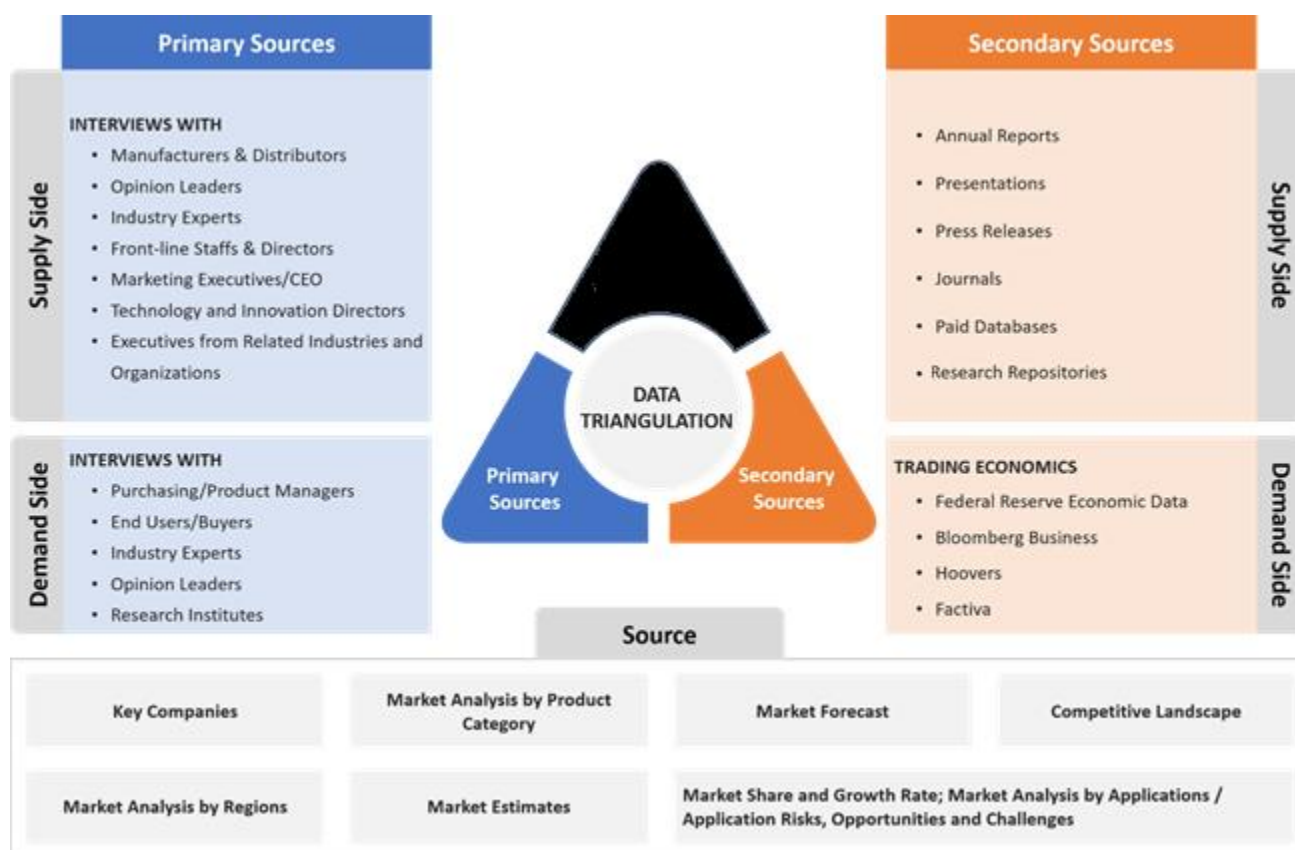 Primary Sources
Supply Side
INTERVIEWS WITH
• Manufacturers & Distributors
• Opinion Leaders
• Industry Experts
• Front-line Staffs & Directors
• Marketing Executives/CEO
• Technology and Innovation Directors
• Executives from Related Industries and
Organizations
Demand Side
INTERVIEWS WITH
• Purchasing/Product Managers
• End Users/Buyers
• Industry Experts
• Opinion Leaders
• Research Institutes
DATA
TRIANGULATION
Primary
Sources
Secondary
Sources
Secondary Sources
Supply Side
• Annual Reports
• Presentations
• Press Releases
• Journals
• Paid Databases
• Research Repositories
Demand Side
TRADING ECONOMICS
• Federal Reserve Economic Data
• Bloomberg Business
• Hoovers
• Factiva
Source
Key Companies
Market Analysis by Product
Category
Market Forecast
Competitive Landscape
Market Analysis by Regions
Market Estimates
Market Share and Growth Rate; Market Analysis by Applications /
Application Risks, Opportunities and Challenges